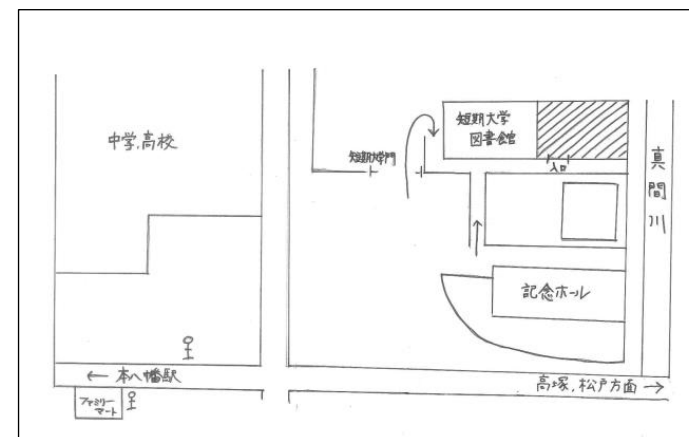 中学,高校
短期大学
図書館
短期大学門
入口
真間川
記念ホール
← 本八幡駅
高塚,松戸方面 →
ファミリー
マート